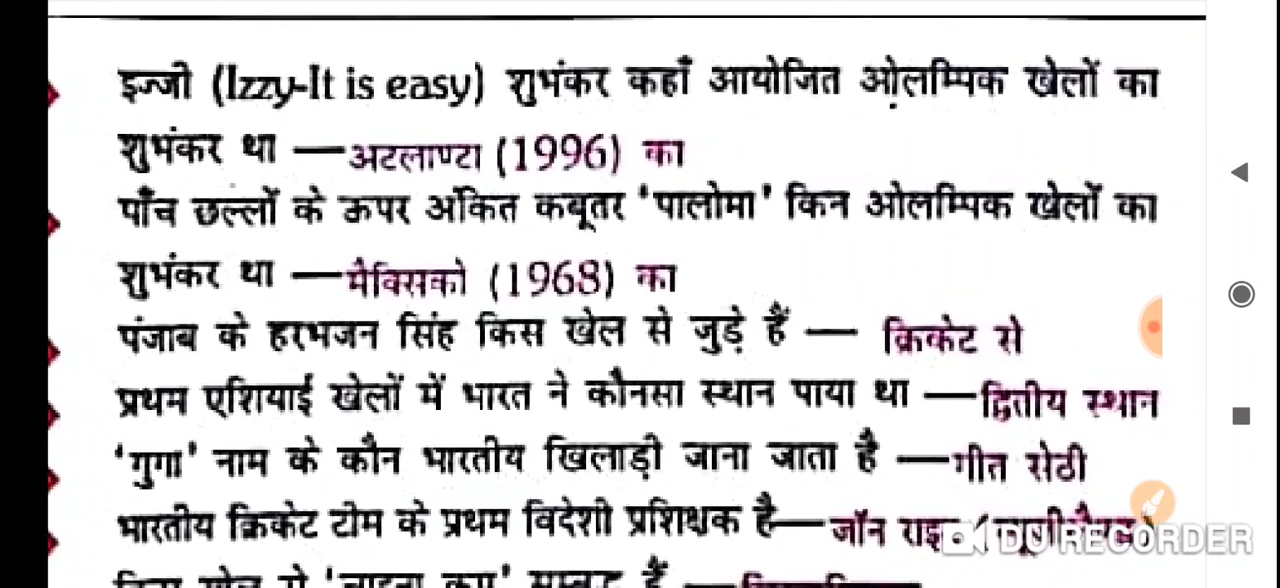 इज्जी (Izzy-It is easy) शुभंकर कहाँ आयोजित ओलम्पिक खेलों का
शुभंकर था —अटलाण्टा (1996) का
पाँच छल्लों के ऊपर अंकित कबूतर 'पालोमा' किन ओलम्पिक खेलों का
शुभंकर था —मैक्सिको (1968) का
पंजाब के हरभजन सिंह किस खेल से जुड़े हैं — क्रिकेट से
प्रथम एशियाई खेलों में भारत ने कौनसा स्थान पाया था —द्वितीय स्थान
'गुगा' नाम के कौन भारतीय खिलाड़ी जाना जाता है —गीत सेठी
भारतीय क्रिकेट टीम के प्रथम विदेशी प्रशिक्षक है—जॉन राइट
DU RECORDER